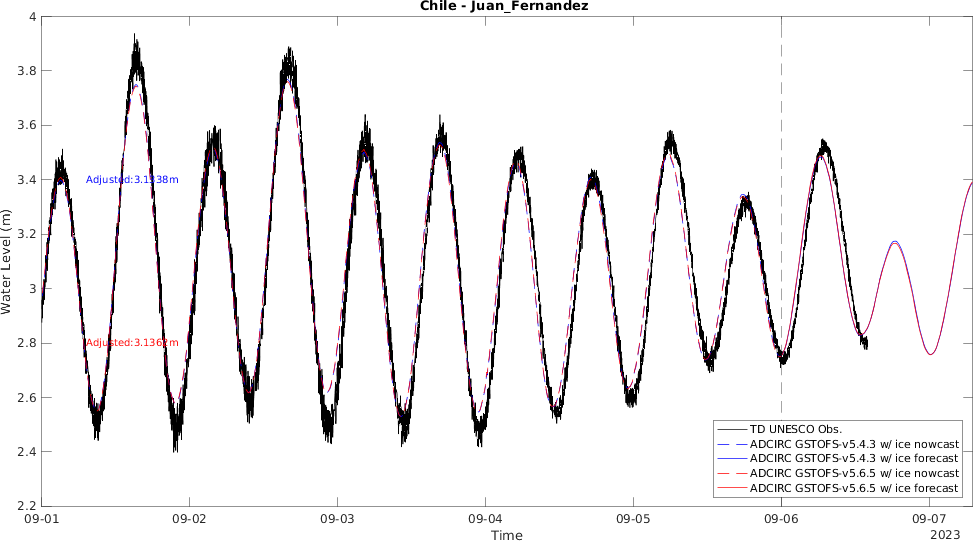 Chile - Juan_Fernandez
4
3.8
3.6
3.4
3.2
3
2.8
2.6
2.4
2.2
Water Level (m)
Adjusted:3.1338m
Adjusted:3.1362m
TD UNESCO Obs.
ADCIRC GSTOFS-v5.4.3 w/ ice nowcast
ADCIRC GSTOFS-v5.4.3 w/ ice forecast
ADCIRC GSTOFS-v5.6.5 w/ ice nowcast
ADCIRC GSTOFS-v5.6.5 w/ ice forecast
09-01 09-02 09-03 09-04 09-05 09-06 09-07
Time
2023